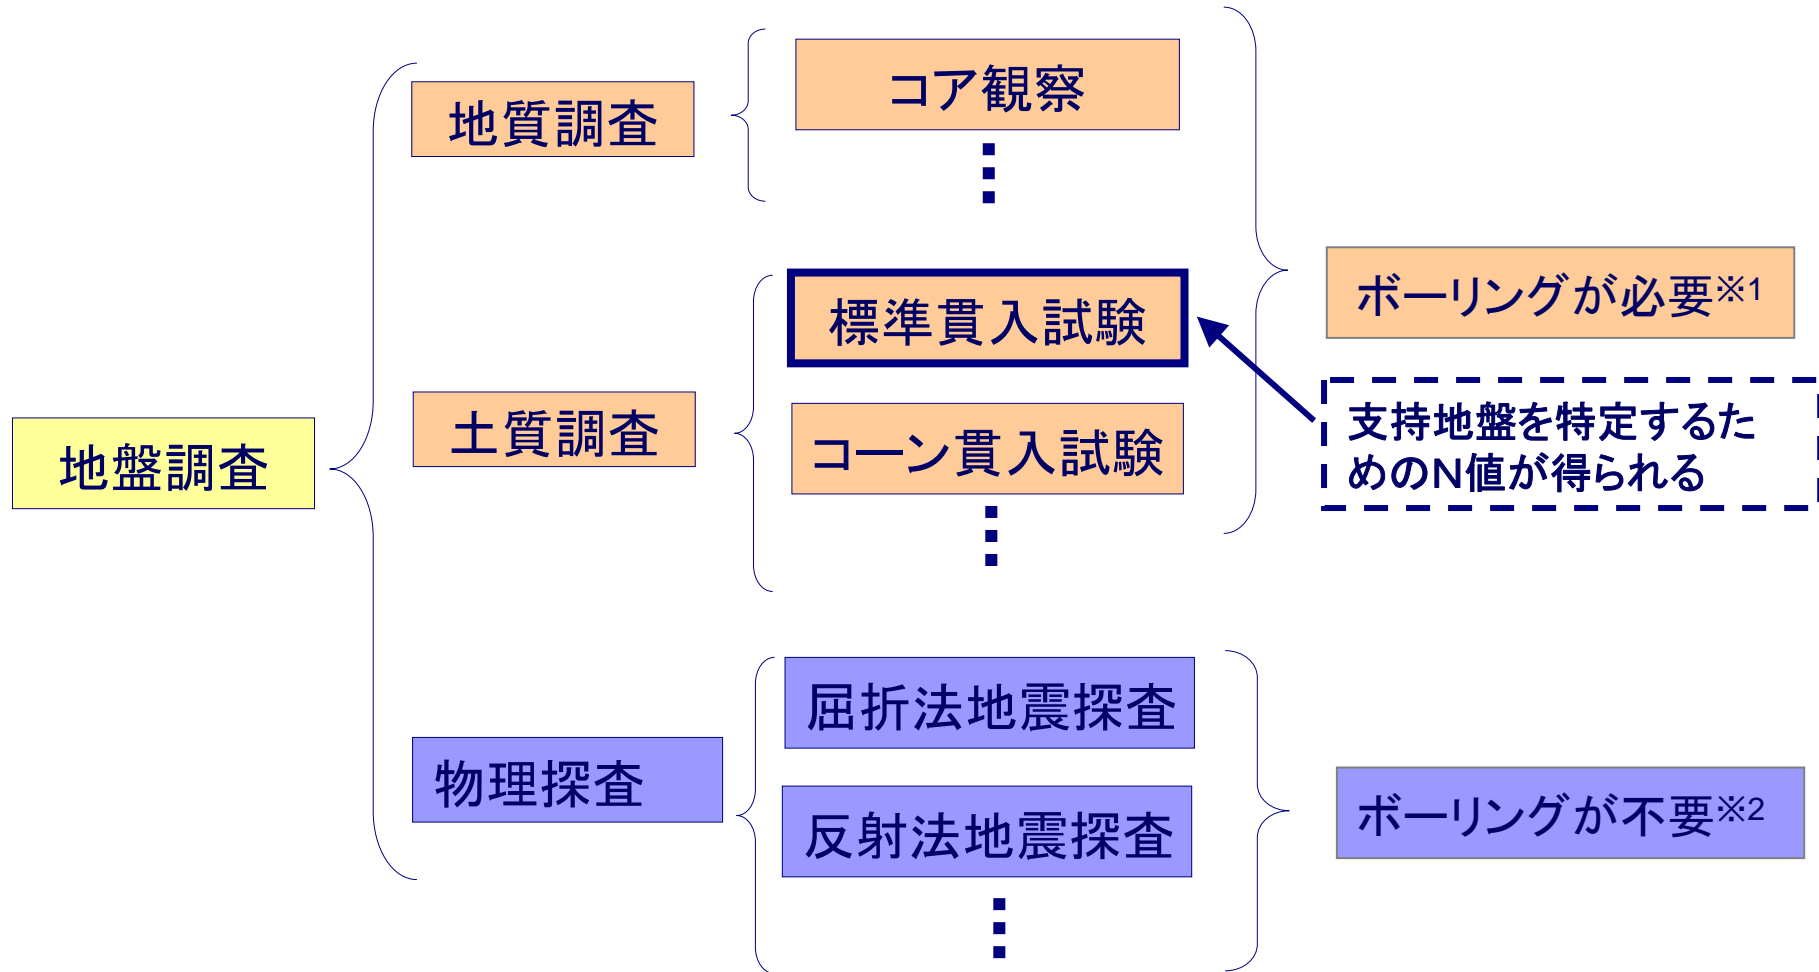 地盤調査
地質調査
コア観察
土質調査
標準貫入試験
コーン貫入試験
ボーリングが必要※1
支持地盤を特定するた
めのN値が得られる
物理探査
屈折法地震探査
反射法地震探査
ボーリングが不要※2